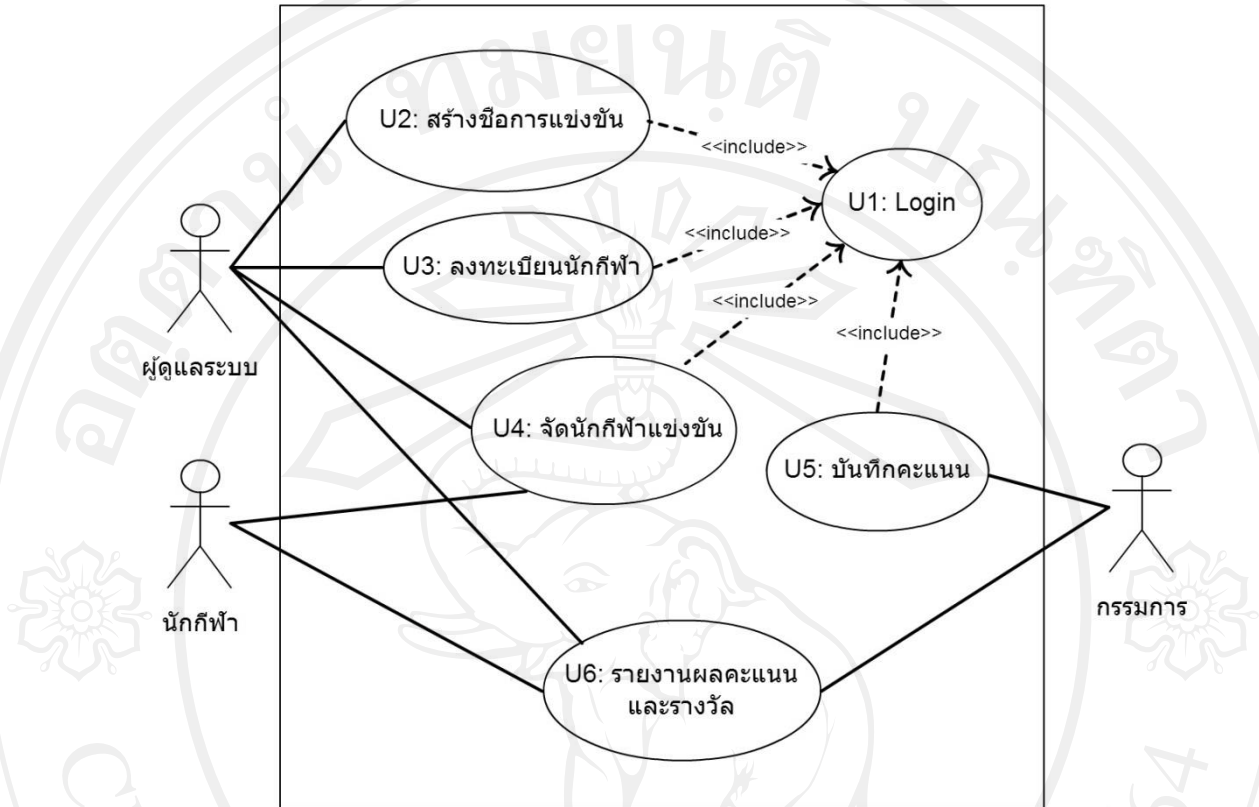 U2: สร้างชื่อการแข่งขัน
<<include>>
U1: Login
<<include>>
U3: ลงทะเบียนนักกีฬา
<<include>>
<<include>>
ผู้ดูแลระบบ
U4: จัดนักกีฬาแข่งขัน
U5: บันทึกคะแนน
นักกีฬา
กรรมการ
U6: รายงานผลคะแนน
และรางวัล